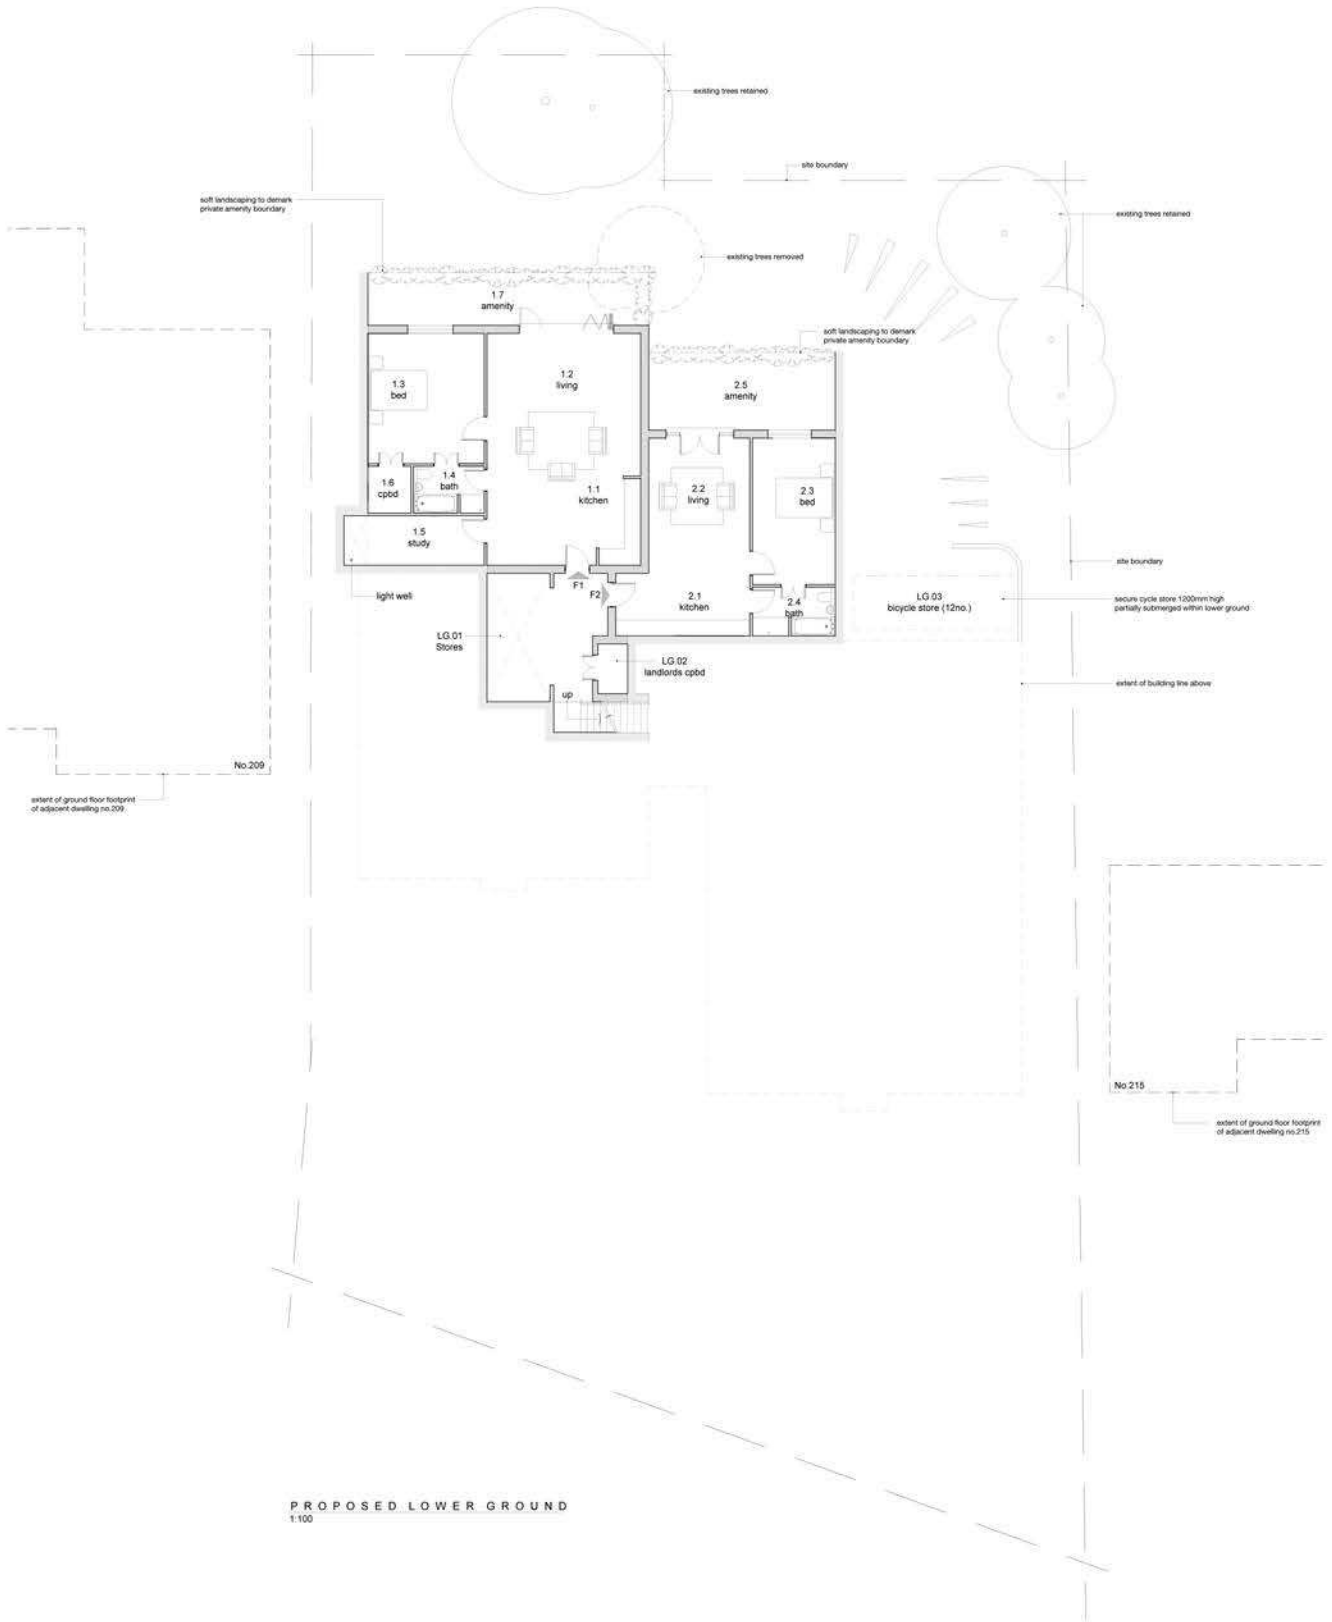 existing trees retained
site boundary
soft landscaping to demark
private amenity boundary
existing trees retained
existing trees removed
1.7
amenity
soft landscaping to demark
private amenity boundary
1.3
bed
1.2
living
2.5
amenity
1.6
cpbd
1.4
bath
1.1
kitchen
2.2
living
2.3
bed
1.5
study
site boundary
light well
F1
F2
2.1
kitchen
2.4
bath
LG.03
bicycle store (12no.)
secure cycle store 1200mm high
partially submerged within lower ground
LG.01
Stores
LG.02
landlords cpbd
up
extent of building line above
No.209
extent of ground floor footprint
of adjacent dwelling no.209
No.215
extent of ground floor footprint
of adjacent dwelling no.215
PROPOSED LOWER GROUND
1:100